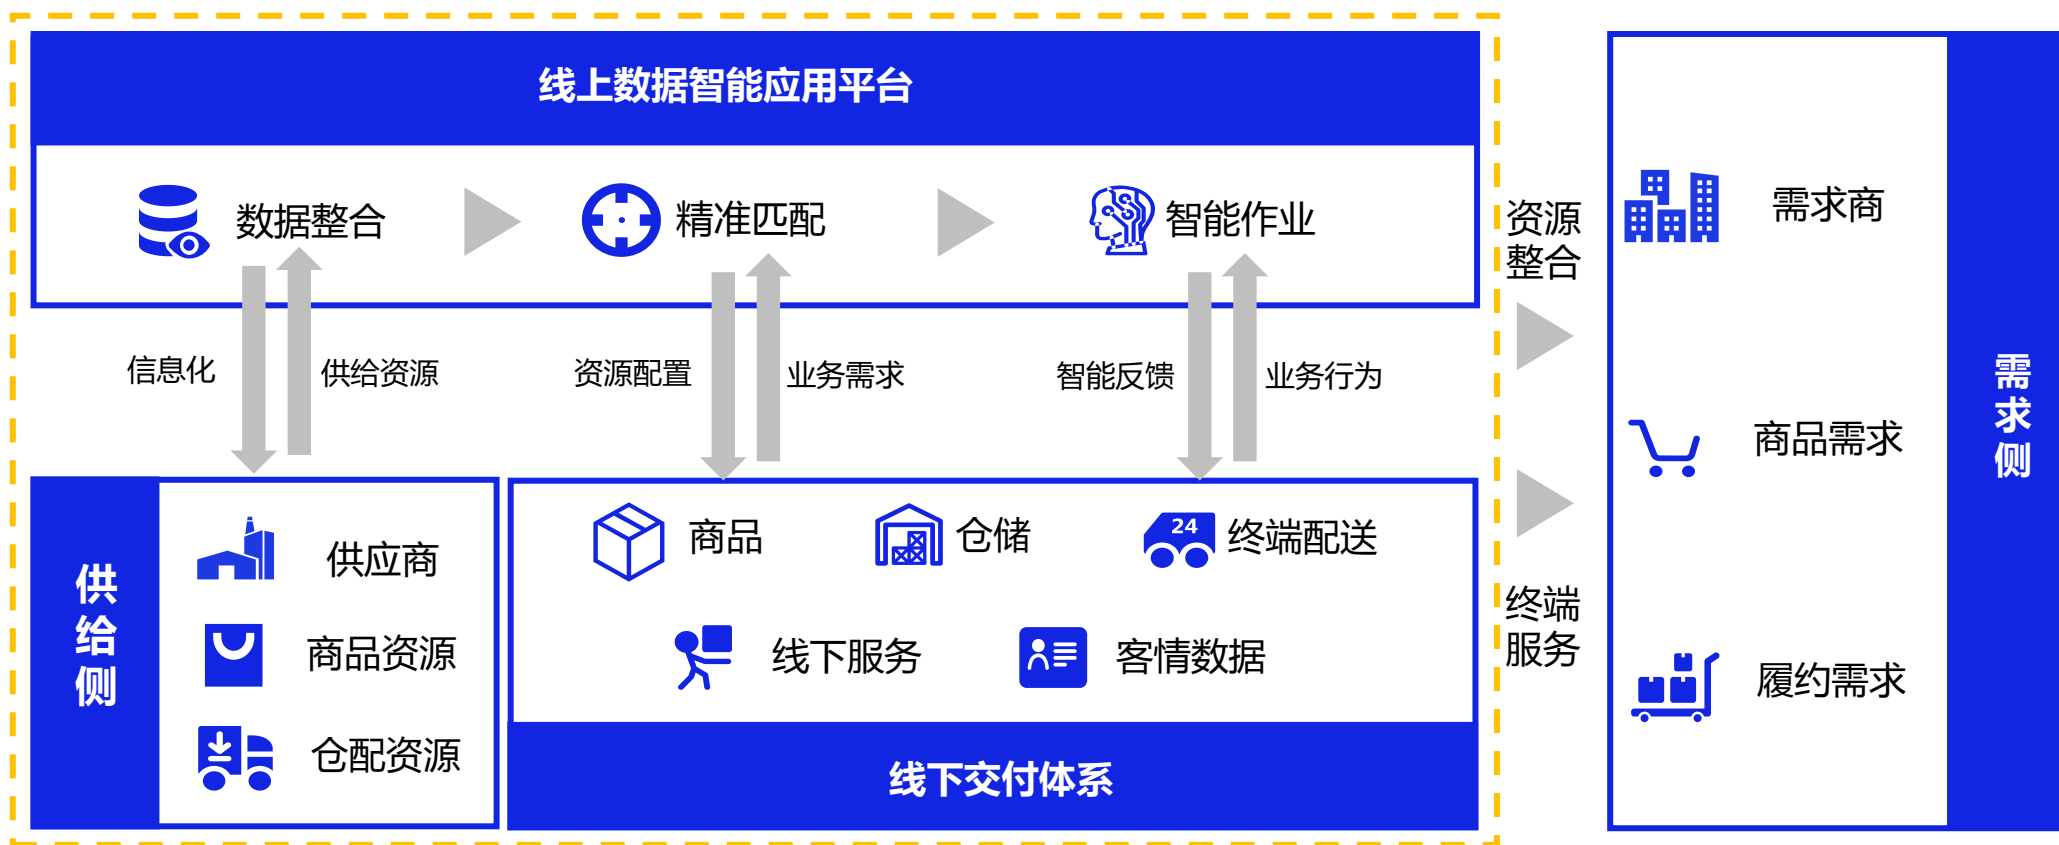 线上数据智能应用平台
数据整合
精准匹配
智能作业
信息化
供给资源
资源配置
业务需求
智能反馈
业务行为
供给侧
供应商
商品资源
仓配资源
商品
仓储
24
终端配送
线下服务
客情数据
线下交付体系
资源
整合
终端
服务
需求商
商品需求
履约需求
需求侧